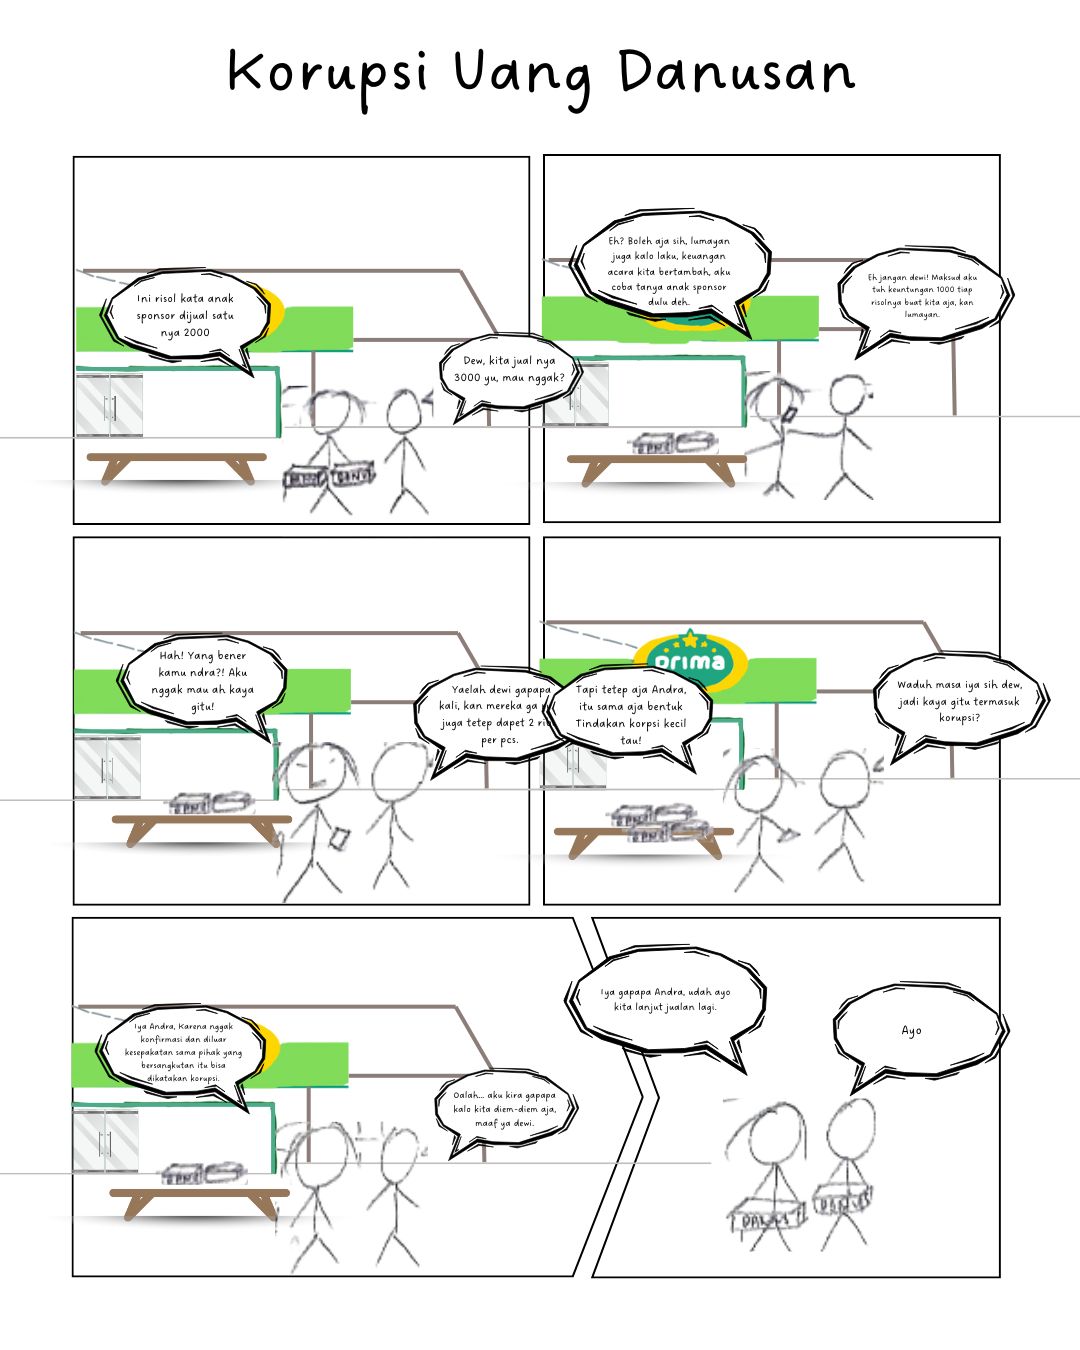 Korupsi Uang Danusan
Ini risol kata anak
sponsor dijual satu
nya 2000
Dew, kita jual nya
3000 yu, mau nggak?
Eh? Boleh aja sih, lumayan
juga kalo laku, keuangan
acara kita bertambah, aku
coba tanya anak sponsor
dulu deh.
Eh jangan dewi! Maksud aku
tuh keuntungan 1000 tiap
risolnya buat kita aja, kan
lumayan.
Hah! Yang bener
kamu ndra?! Aku
nggak mau ah kaya
gitu!
Yaelah dewi gapapa
kali, kan mereka ga
juga tetep dapet 2
per pcs.
prima
Tapi tetep aja Andra,
itu sama aja bentuk
Tindakan korpsi kecil
tau!
Waduh masa iya sih dew,
jadi kaya gitu termasuk
korupsi?
Iya Andra, Karena nggak
konfirmasi dan diluar
kesepakatan sama pihak yang
bersangkutan itu bisa
dikatakan korupsi.
Oalah... aku kira gapapa
kalo kita diem-diem aja,
maaf ya dewi.
Iya gapapa Andra, udah ayo
kita lanjut jualan lagi.
Ayo